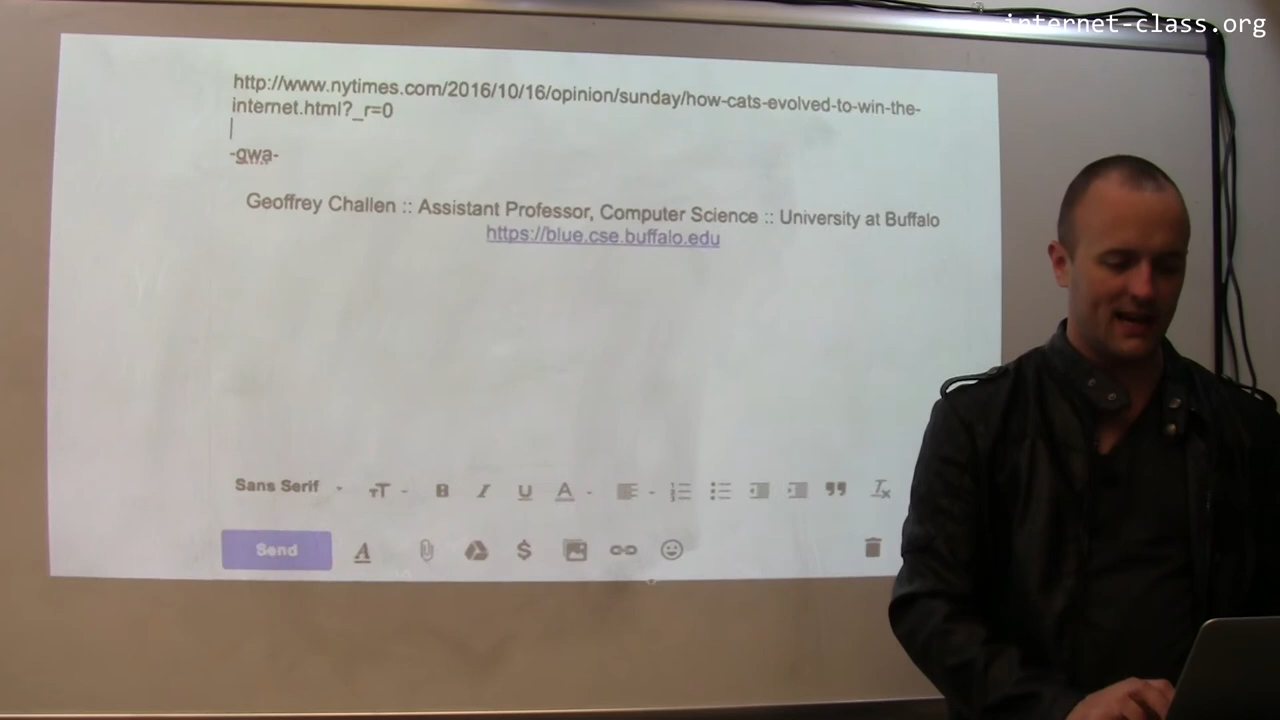 internet-class.org
http://www.nytimes.com/2016/10/16/opinion/sunday/how-cats-evolved-to-win-the-
internet.html?_r=0
-gwa-
Geoffrey Challen :: Assistant Professor, Computer Science :: University at Buffalo
https://blue.cse.buffalo.edu
Sans Serif
Send